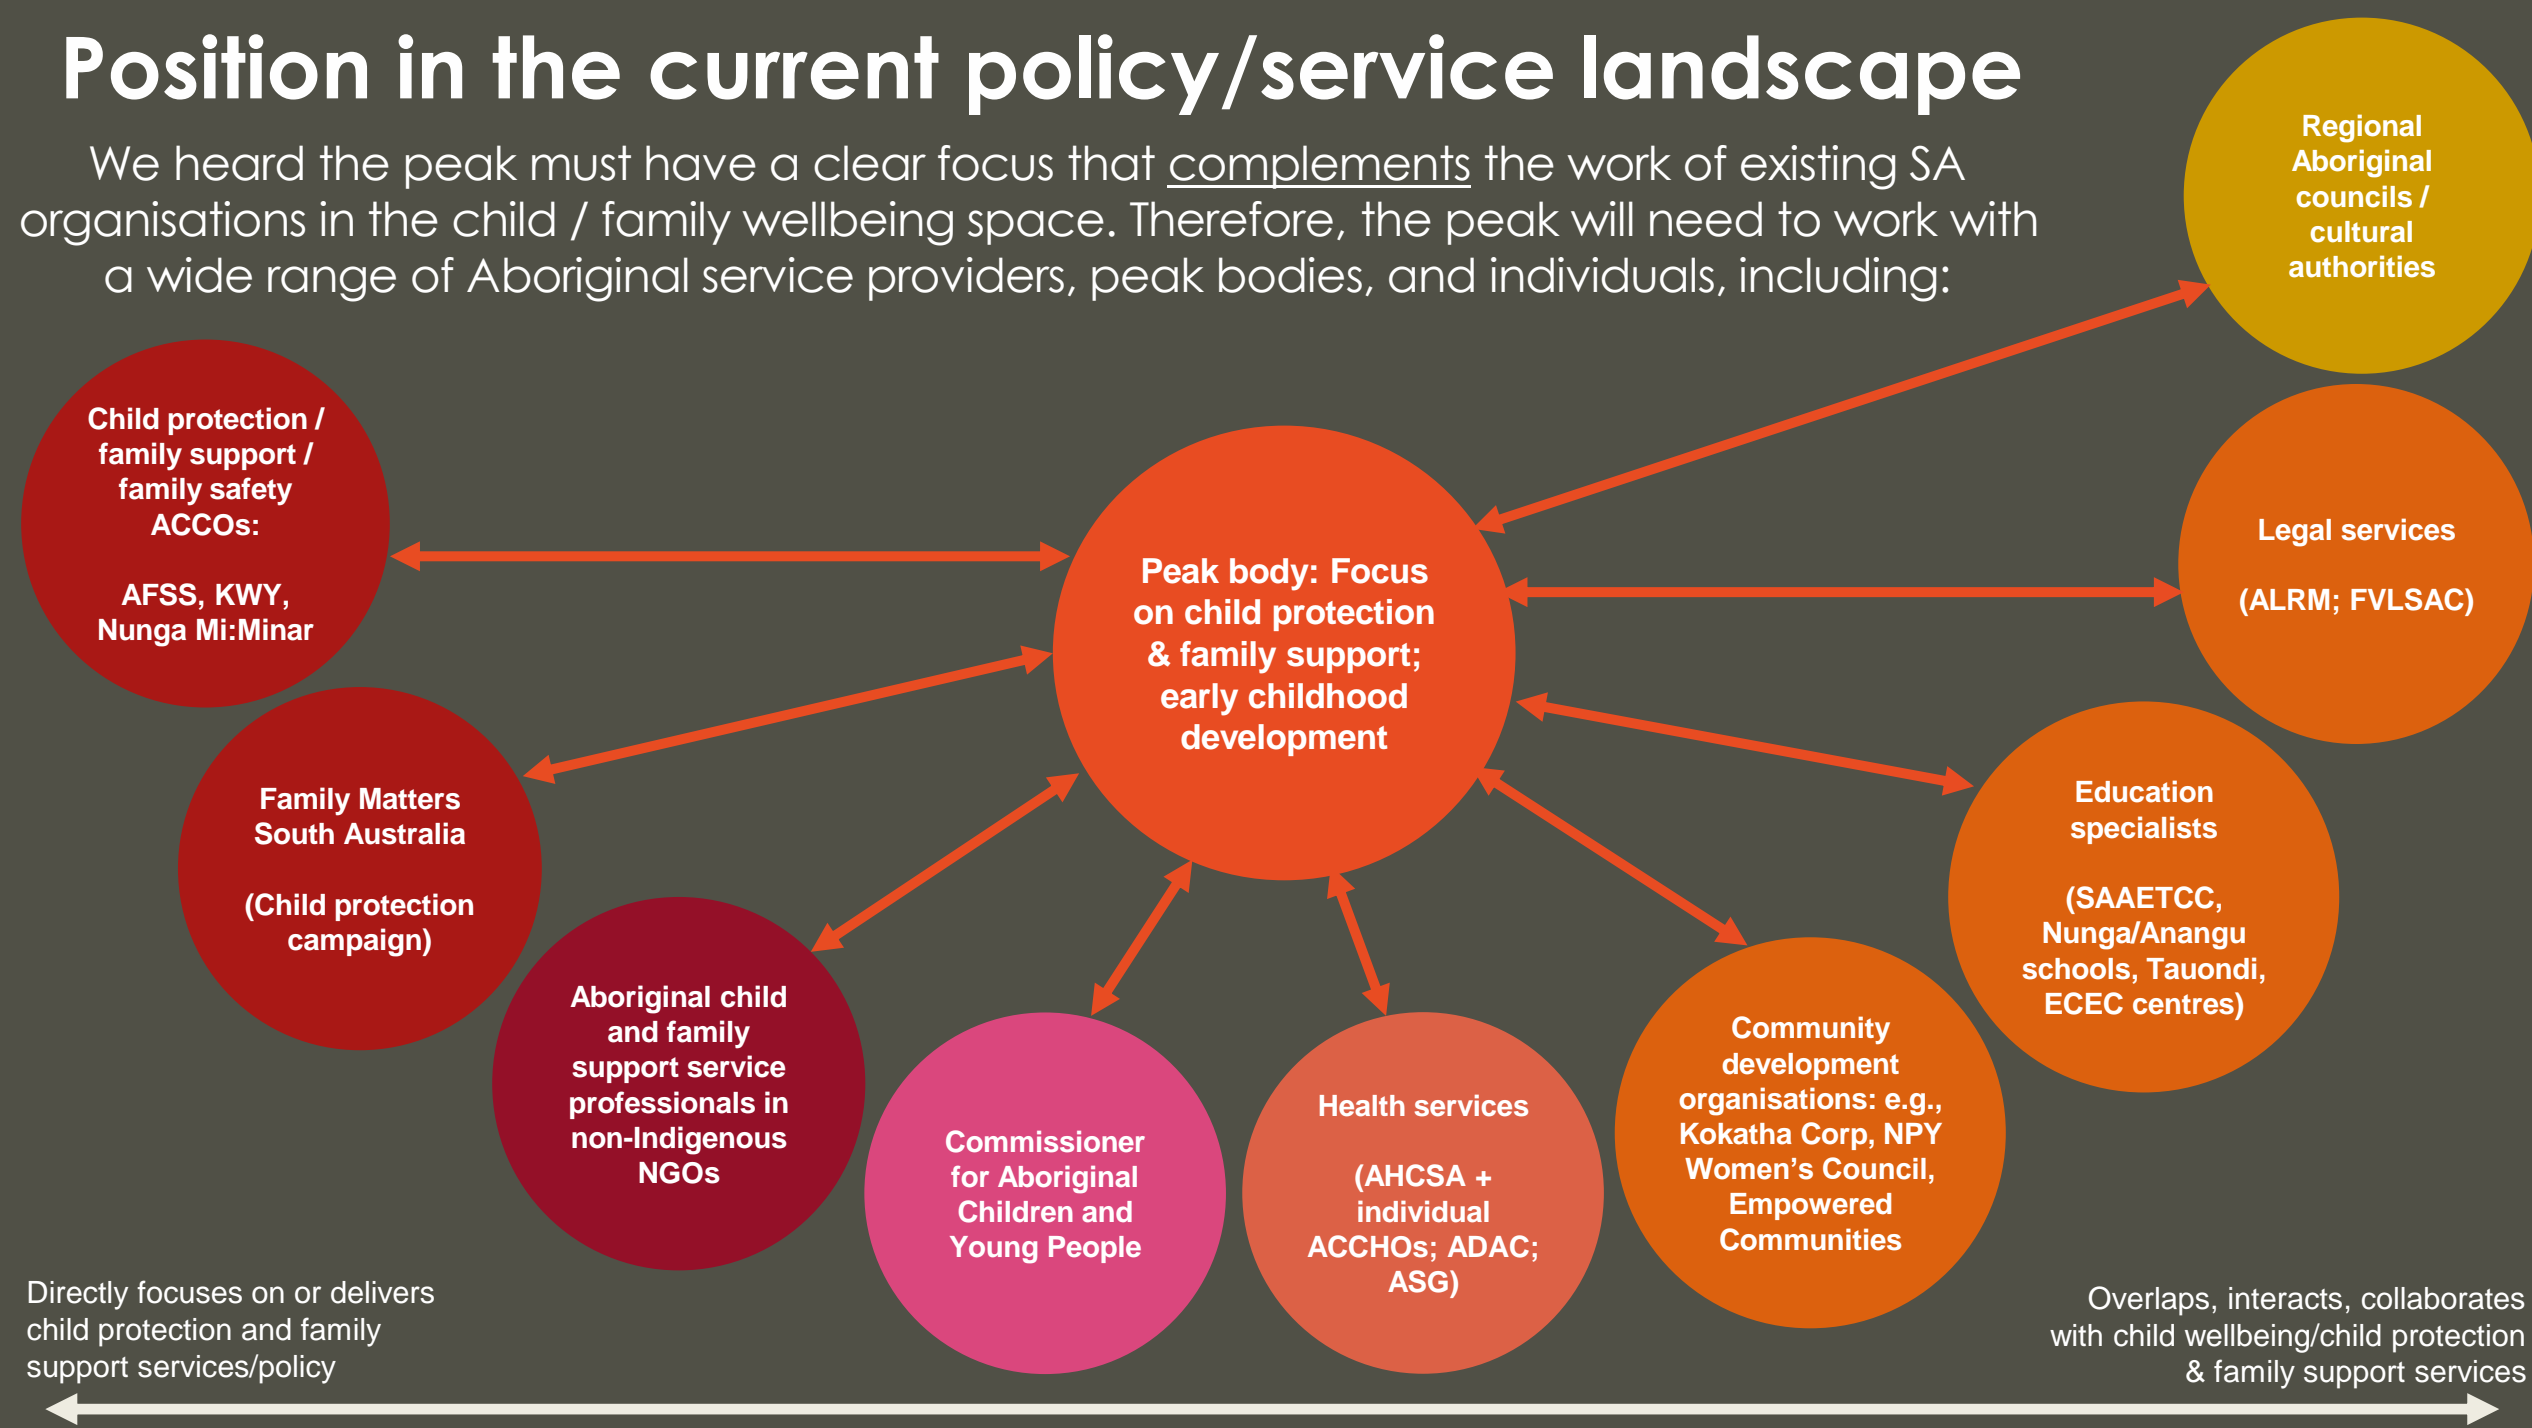 Position in the current policy/service landscape
We heard the peak must have a clear focus that complements the work of existing SA
organisations in the child / family wellbeing space. Therefore, the peak will need to work with
a wide range of Aboriginal service providers, peak bodies, and individuals, including:
Regional
Aboriginal
councils /
cultural
authorities
Child protection /
family support /
family safety
ACCOs:
AFSS, KWY,
Nunga Mi:Minar
Peak body: Focus
on child protection
& family support;
early childhood
development
Legal services
(ALRM; FVLSAC)
Family Matters
South Australia
(Child protection
campaign)
Education
specialists
(SAAETCC,
Nunga/Anangu
schools, Tauondi,
ECEC centres)
Aboriginal child
and family
support service
professionals in
non-Indigenous
NGOs
Commissioner
for Aboriginal
Children and
Young People
Health services
(AHCSA +
individual
ACCHOs; ADAC;
ASG)
Community
development
organisations: e.g.,
Kokatha Corp, NPY
Women's Council,
Empowered
Communities
Directly focuses on or delivers
child protection and family
support services/policy
Overlaps, interacts, collaborates
with child wellbeing/child protection
& family support services